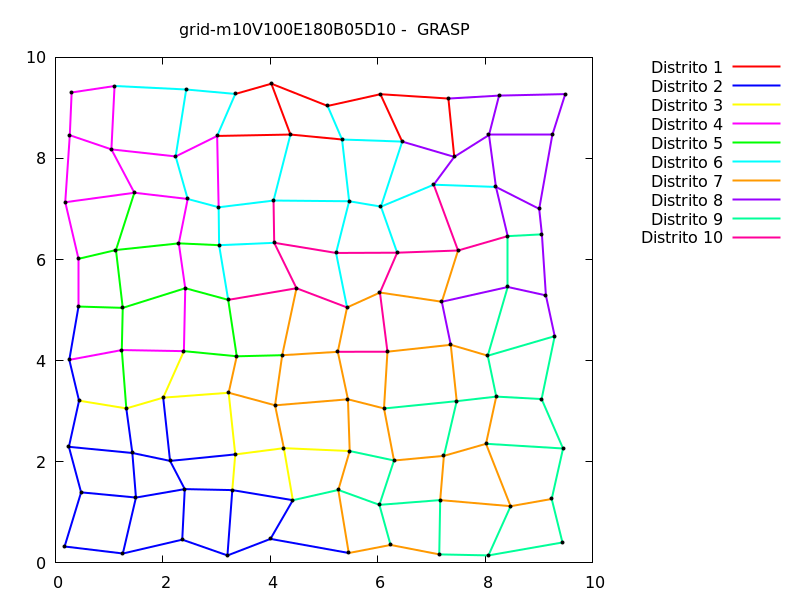 grid-m10V100E180B05D10 - GRASP
10
8
6
4
2
0
0 2 4 6 8 10
Distrito 1
Distrito 2
Distrito 3
Distrito 4
Distrito 5
Distrito 6
Distrito 7
Distrito 8
Distrito 9
Distrito 10